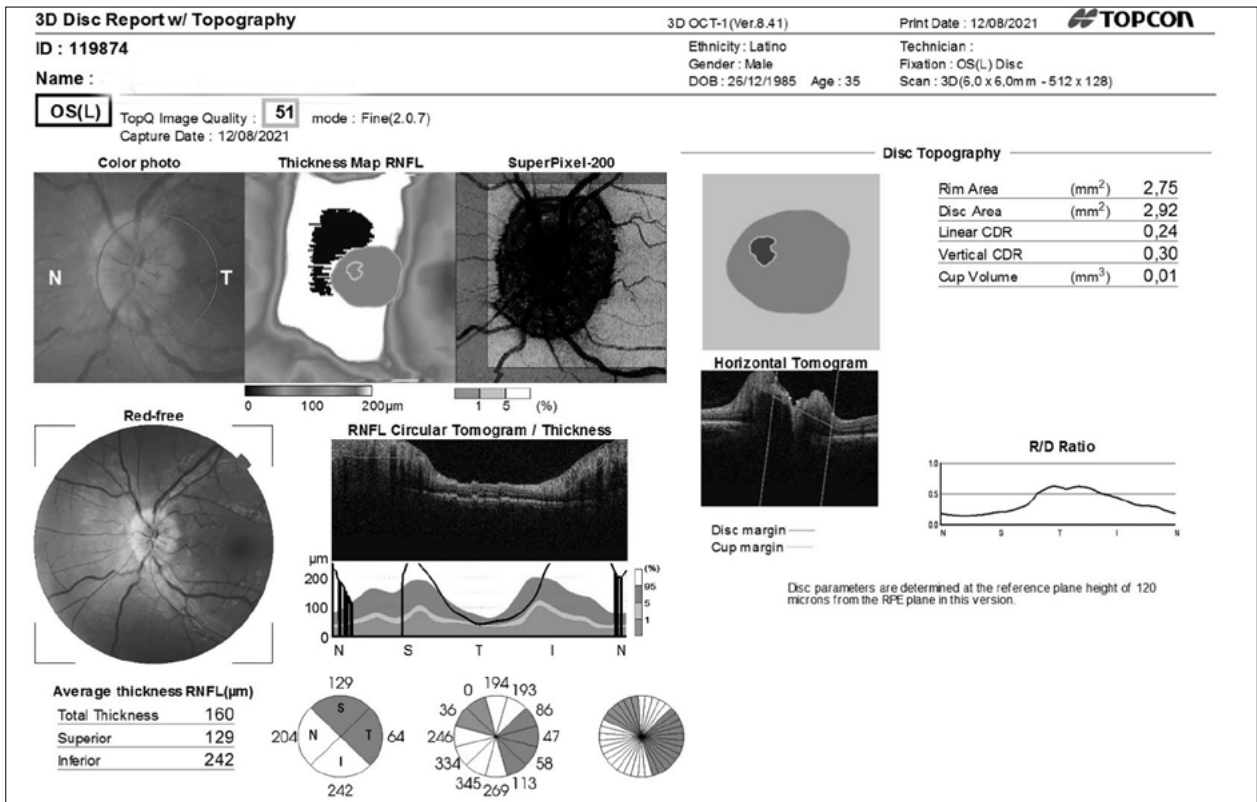 3D Disc Report w/ Topography
3D OCT-1(Ver.8.41)
Print Date : 12/08/2021
TOPCON
ID : 119874
Ethnicity : Latino
Technician :
Gender : Male
Fixation : OS(L) Disc
Name :
DOB : 26/12/1985 Age : 35
Scan : 3D(6,0 x 6,0mm - 512 x 128)
OS(L)
TopQ Image Quality : 51 mode : Fine(2.0.7)
Capture Date : 12/08/2021
Color photo
Thickness Map RNFL
SuperPixel-200
N T
0 100 200µm
1 5 (%)
Disc Topography
Rim Area (mm²) 2,75
Disc Area (mm²) 2,92
Linear CDR 0,24
Vertical CDR 0,30
Cup Volume (mm³) 0,01
Horizontal Tomogram
Disc margin
Cup margin
R/D Ratio
1.0
0.5
0.0
N S T I N
Disc parameters are determined at the reference plane height of 120
microns from the RPE plane in this version.
Red-free
RNFL Circular Tomogram / Thickness
µm
200
100
0
N S T I N
(%)
95
5
1
Average thickness RNFL(µm)
Total Thickness 160
Superior 129
Inferior 242
129
S
204 N T 64
I
242
0 194 193
36 86
246 47
334 58
345 269 113